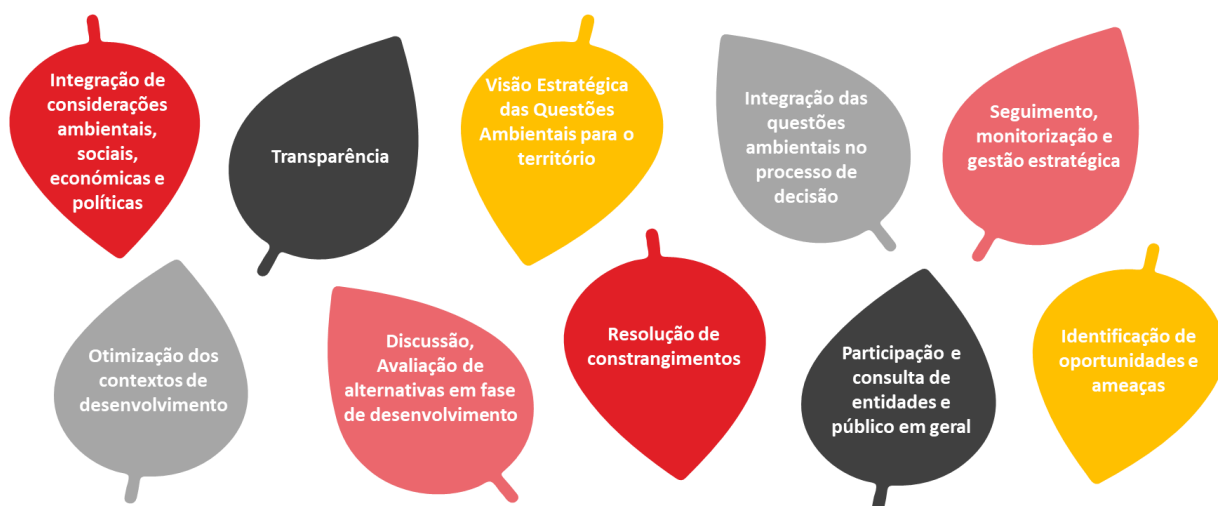 Integração de
considerações
ambientais,
sociais,
económicas e
políticas
Transparência
Visão Estratégica
das Questões
Ambientais para o
território
Integração das
questões
ambientais no
processo de
decisão
Seguimento,
monitorização e
gestão estratégica
Otimização dos
contextos de
desenvolvimento
Discussão,
Avaliação de
alternativas em fase
de desenvolvimento
Resolução de
constrangimentos
Participação e
consulta de
entidades e
público em geral
Identificação de
oportunidades e
ameaças